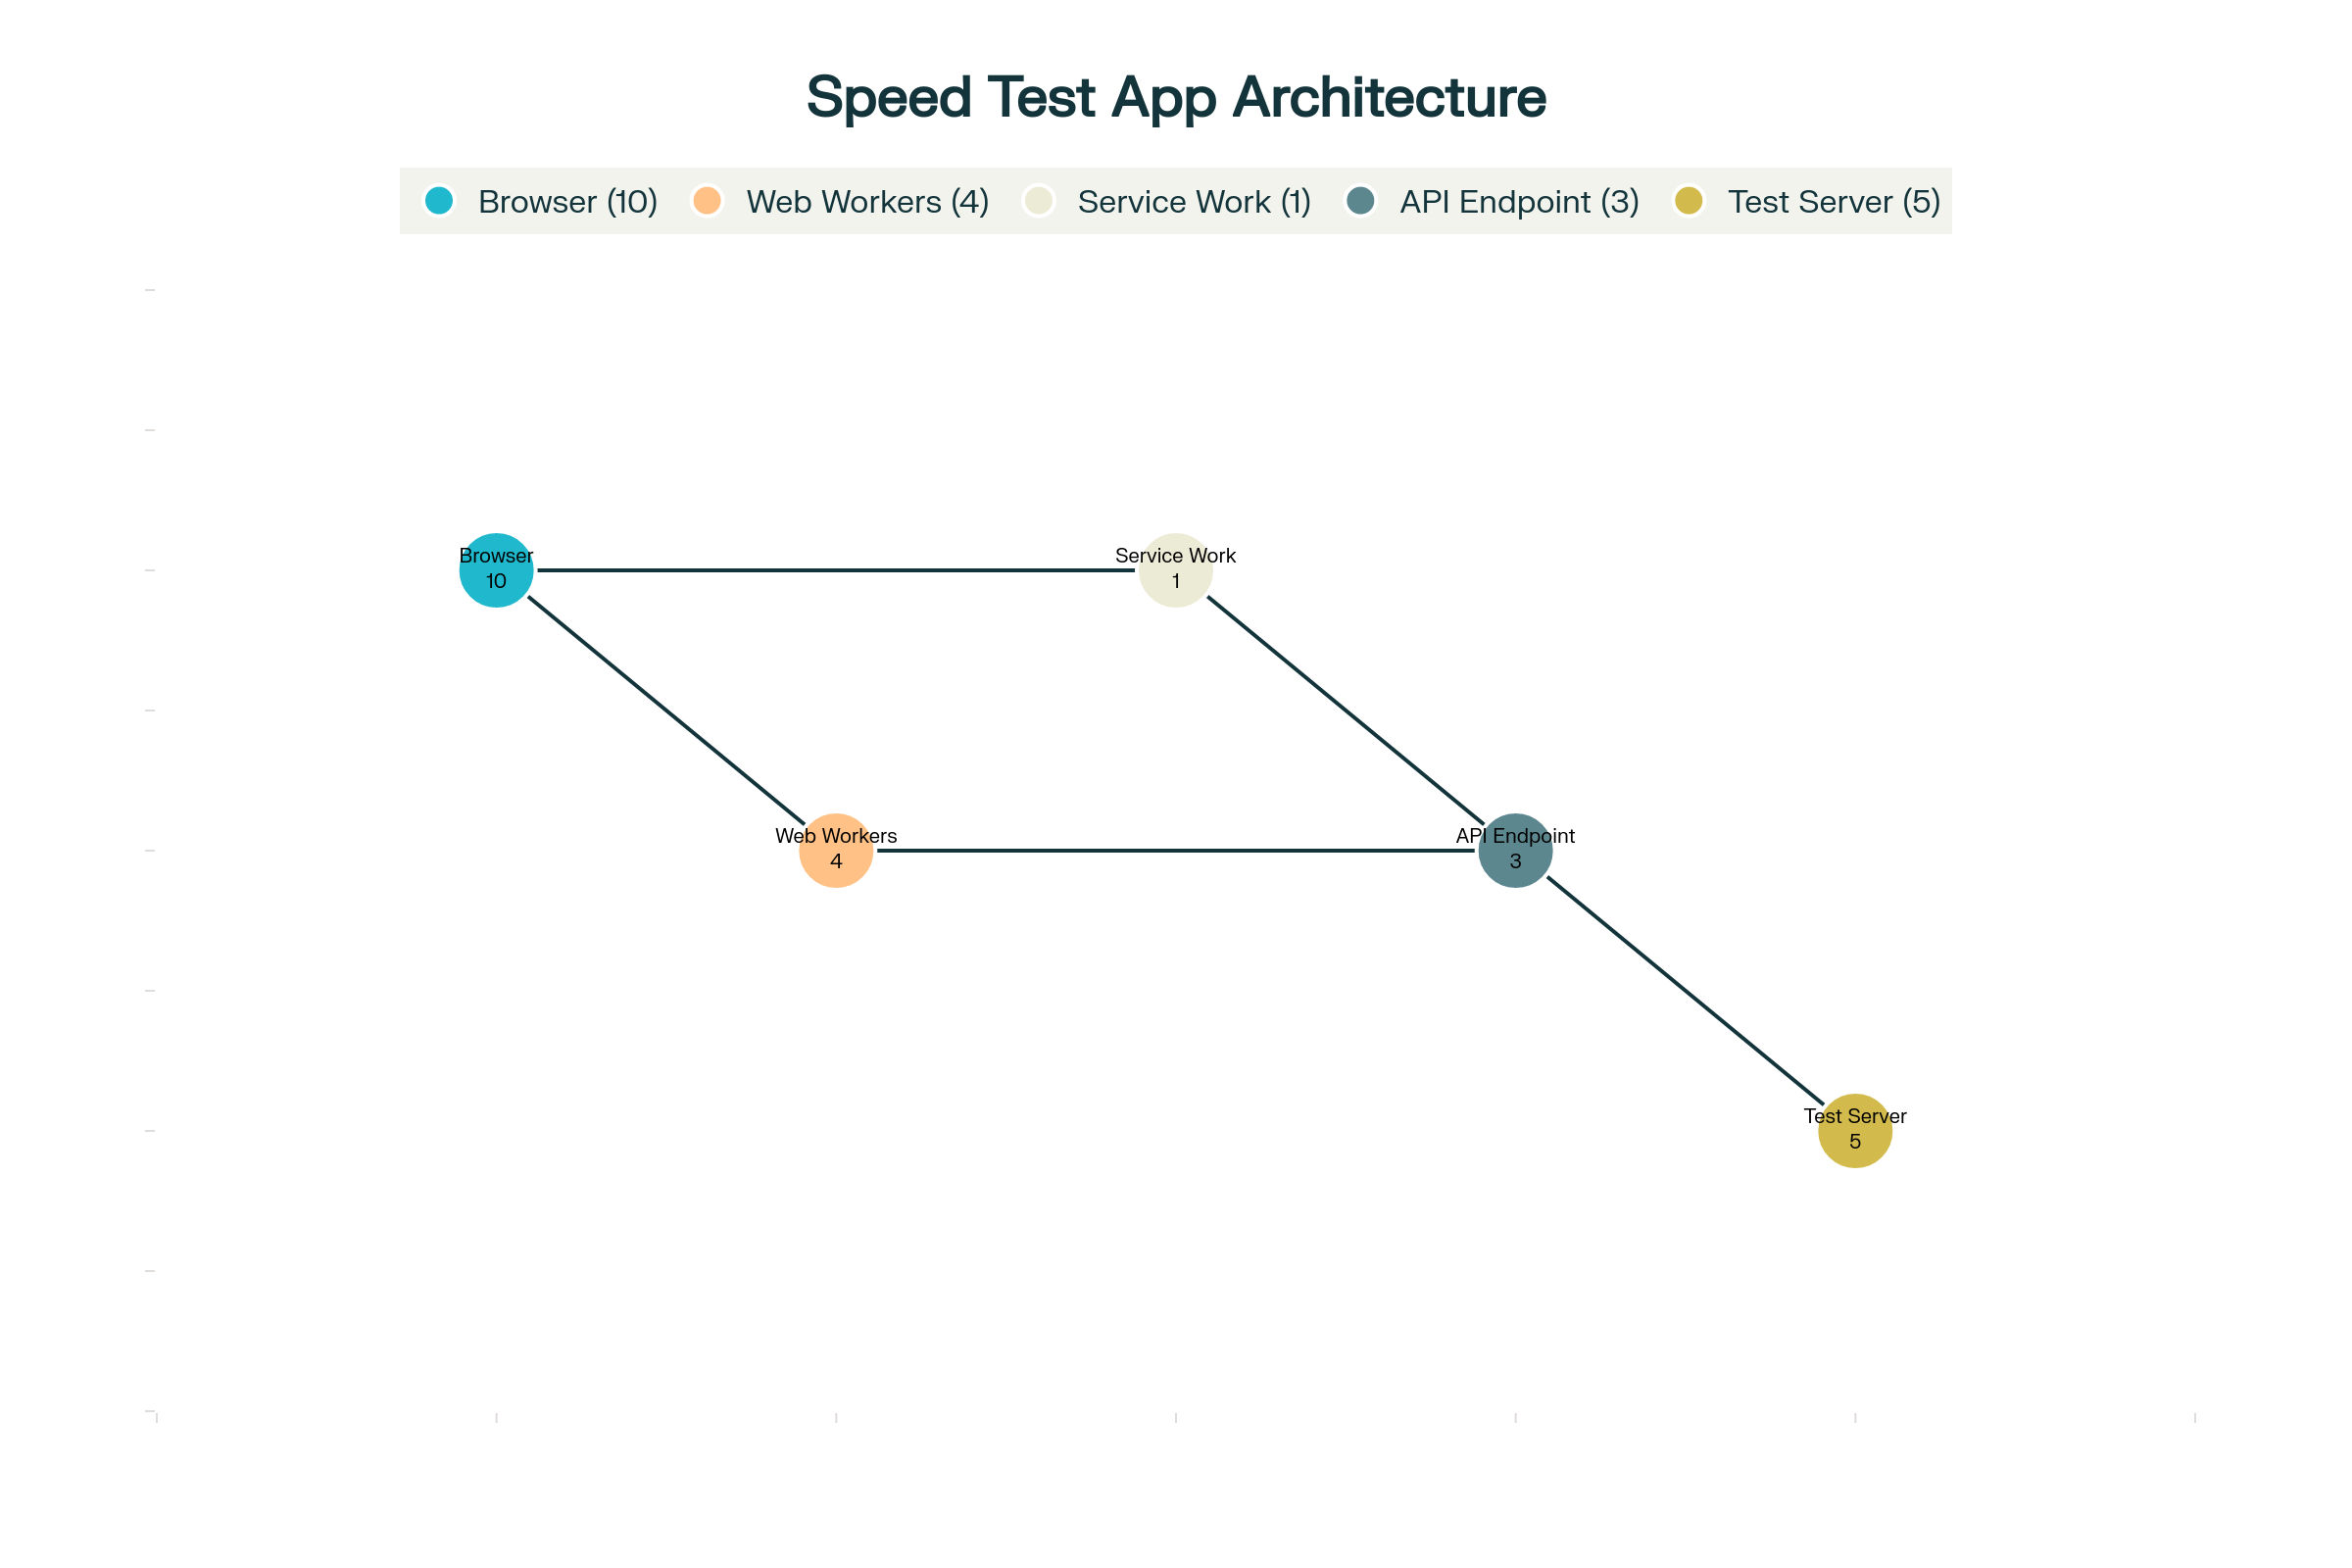 Speed Test App Architecture
Browser (10) Web Workers (4) Service Work (1) API Endpoint (3) Test Server (5)
Browser
10
Service Work
1
Web Workers
4
API Endpoint
3
Test Server
5